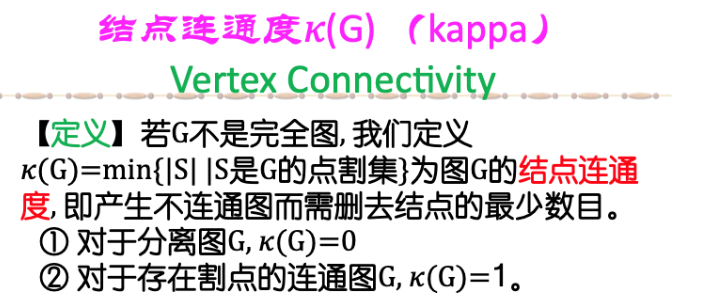 结点连通度κ(G) （kappa）
Vertex Connectivity
【定义】若G不是完全图, 我们定义
κ(G)=min{|S| |S是G的点割集}为图G的结点连通
度, 即产生不连通图而需删去结点的最少数目。
① 对于分离图G, κ(G)=0
② 对于存在割点的连通图G, κ(G)=1。